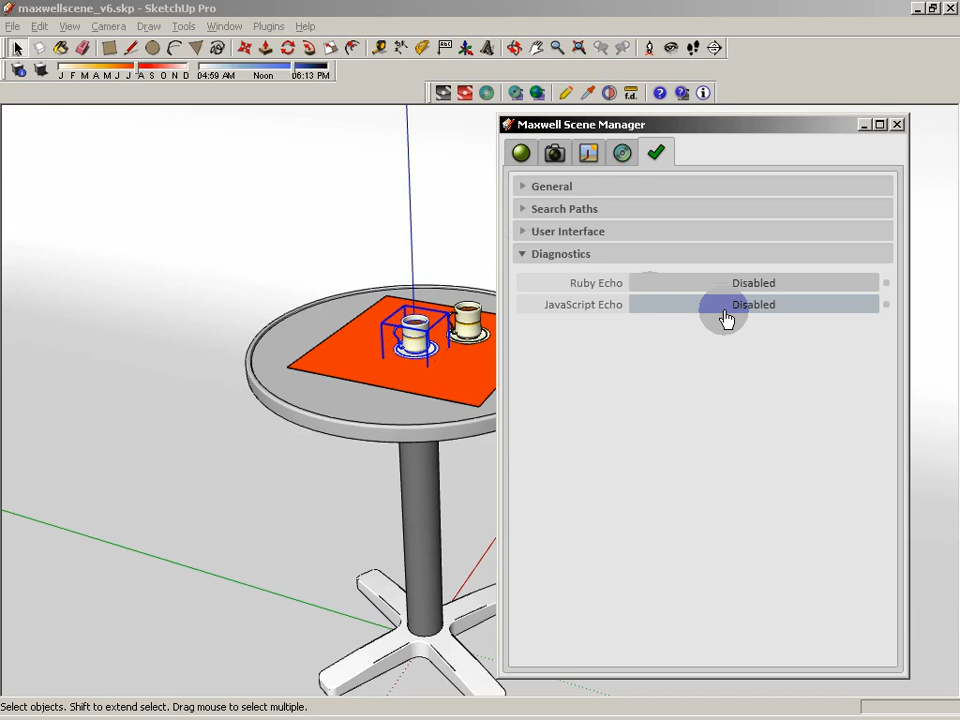 maxwellscene_v6.skp - SketchUp Pro
File Edit View Camera Draw Tools Window Plugins Help
J F M A M J J A S O N D 04:59 AM Noon 06:13 PM
f.d.
Maxwell Scene Manager
General
Search Paths
User Interface
Diagnostics
Ruby Echo Disabled
JavaScript Echo Disabled
Select objects. Shift to extend select. Drag mouse to select multiple.